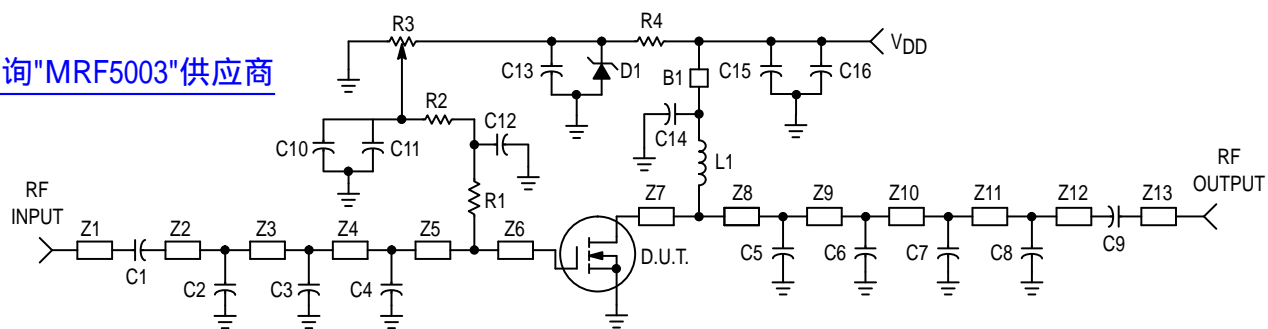 R3
R4
VDD
询"MRF5003"供应商
C13
D1
B1
C15
C16
R2
C12
C14
C10
C11
L1
R1
RF
INPUT
RF
OUTPUT
Z1
Z2
Z3
Z4
Z5
Z6
Z7
Z8
Z9
Z10
Z11
Z12
Z13
C1
D.U.T.
C5
C6
C7
C8
C9
C2
C3
C4